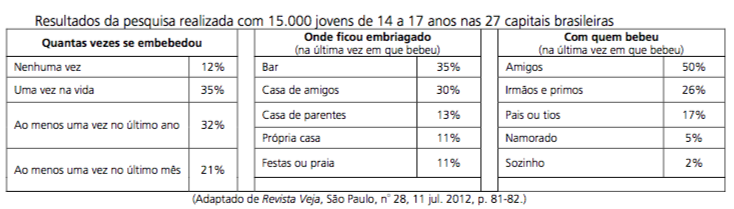 Resultados da pesquisa realizada com 15.000 jovens de 14 a 17 anos nas 27 capitais brasileiras
Quantas vezes se embebedou
Nenhuma vez 12%
Uma vez na vida 35%
Ao menos uma vez no último ano 32%
Ao menos uma vez no último mês 21%
Onde ficou embriagado
(na última vez em que bebeu)
Bar 35%
Casa de amigos 30%
Casa de parentes 13%
Própria casa 11%
Festas ou praia 11%
Com quem bebeu
(na última vez em que bebeu)
Amigos 50%
Irmãos e primos 26%
Pais ou tios 17%
Namorado 5%
Sozinho 2%
(Adaptado de Revista Veja, São Paulo, nº 28, 11 jul. 2012, p. 81-82.)